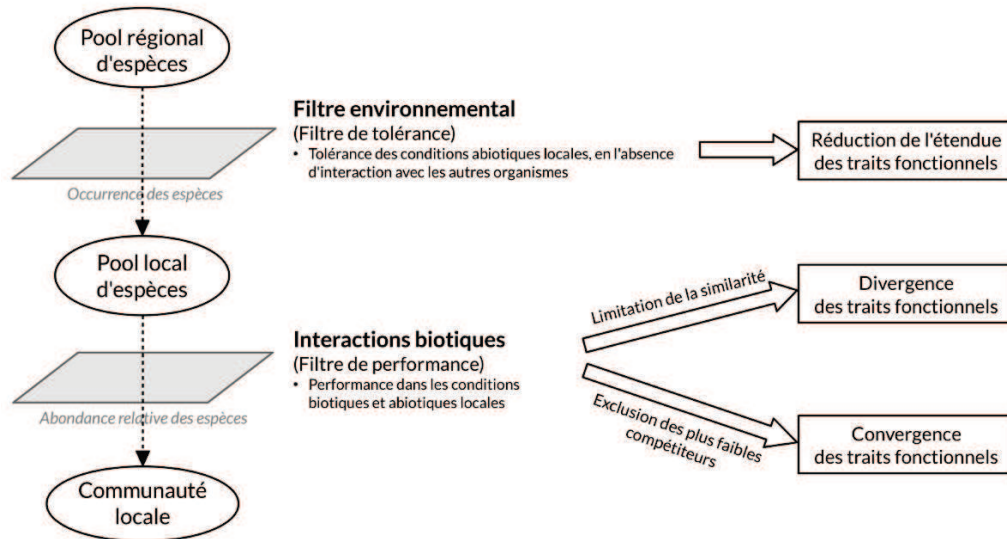 Pool régional
d'espèces
Filtre environnemental
(Filtre de tolérance)
• Tolérance des conditions abiotiques locales, en l'absence
d'interaction avec les autres organismes
Réduction de l'étendue
des traits fonctionnels
Occurrence des espèces
Pool local
d'espèces
Limitation de la similarité
Divergence
des traits fonctionnels
Interactions biotiques
(Filtre de performance)
• Performance dans les conditions
biotiques et abiotiques locales
Abondance relative des espèces
Exclusion des plus faibles
compétiteurs
Convergence
des traits fonctionnels
Communauté
locale